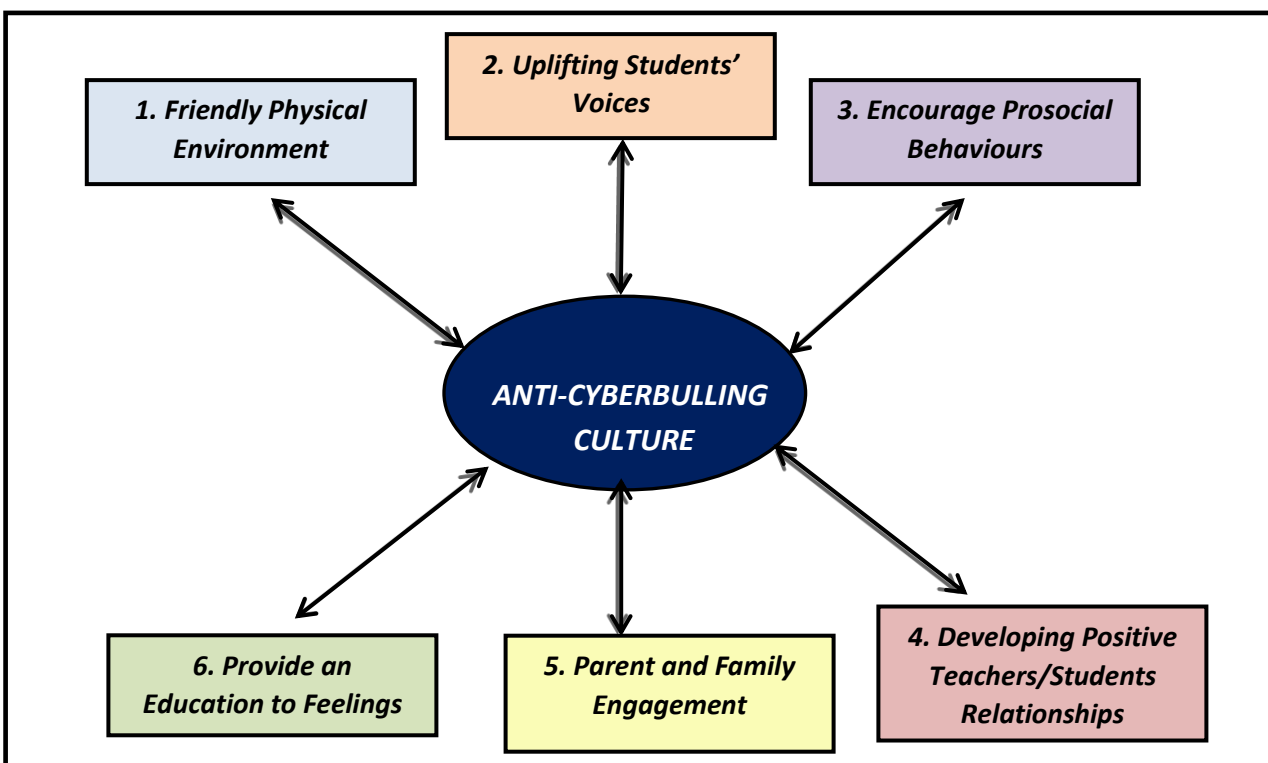 1. Friendly Physical
Environment
2. Uplifting Students’
Voices
3. Encourage Prosocial
Behaviours
ANTI-CYBERBULLING
CULTURE
4. Developing Positive
Teachers/Students
Relationships
5. Parent and Family
Engagement
6. Provide an
Education to Feelings